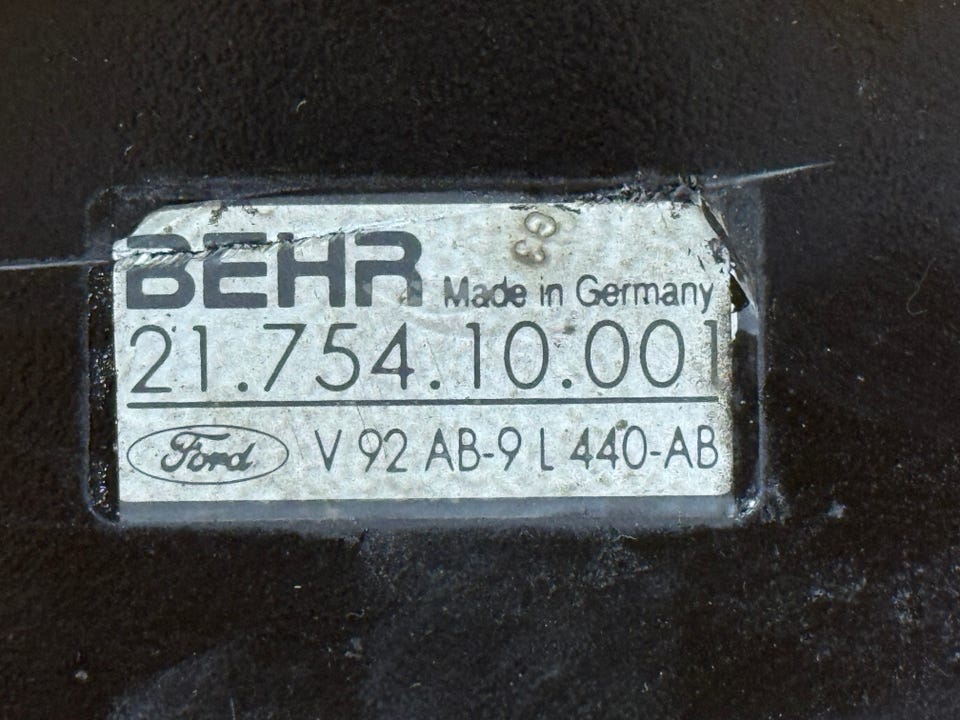 BEHR Made in Germany
21.754.10.001
Ford V 92 AB-9 L 440-AB